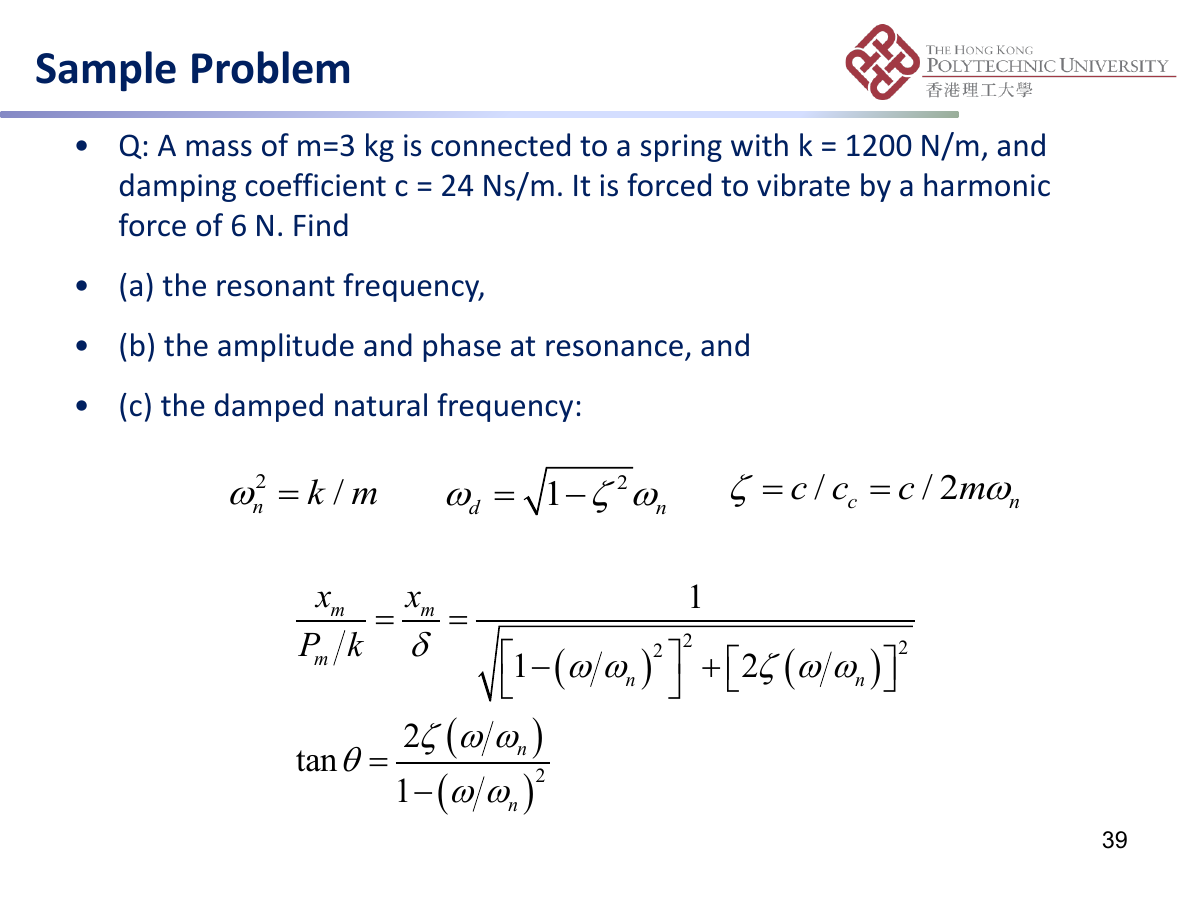 Sample Problem
THE HONG KONG
POLYTECHNIC UNIVERSITY
香港理工大學
• Q: A mass of m=3 kg is connected to a spring with k = 1200 N/m, and
damping coefficient c = 24 Ns/m. It is forced to vibrate by a harmonic
force of 6 N. Find
• (a) the resonant frequency,
• (b) the amplitude and phase at resonance, and
• (c) the damped natural frequency:
ω_n^2 = k / m    ω_d = √(1−ζ^2) ω_n    ζ = c / c_c = c / 2mω_n
x_m/(P_m/k) = x_m/δ = 1/√([1−(ω/ω_n)^2]^2 + [2ζ(ω/ω_n)]^2)
tan θ = 2ζ(ω/ω_n)/(1−(ω/ω_n)^2)
39